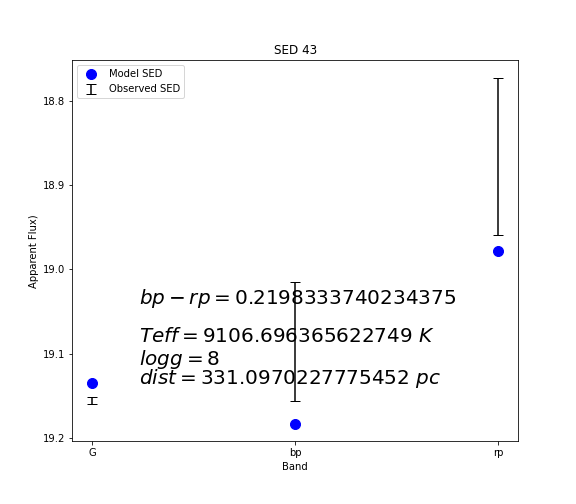 SED 43
Model SED
Observed SED
18.8
18.9
19.0
19.1
19.2
Apparent Flux)
bp − rp = 0.2198333740234375
Teff = 9106.696365622749 K
logg = 8
dist = 331.0970227775452 pc
G
bp
rp
Band